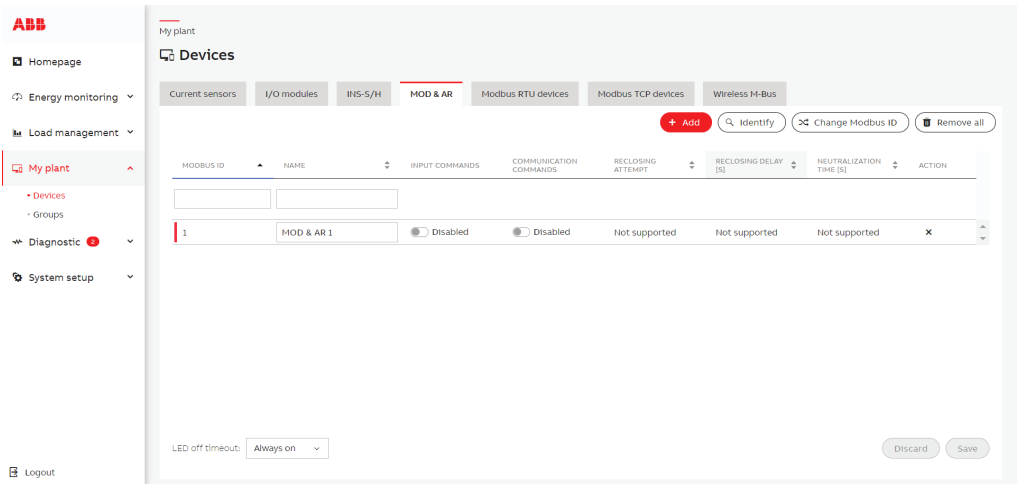 ABB
Homepage
Energy monitoring
Load management
My plant
• Devices
- Groups
Diagnostic 2
System setup
Logout
My plant
Devices
Current sensors I/O modules INS-S/H MOD & AR Modbus RTU devices Modbus TCP devices Wireless M-Bus
+ Add Identify Change Modbus ID Remove all
MODBUS ID NAME INPUT COMMANDS COMMUNICATION COMMANDS RECLOSING ATTEMPT RECLOSING DELAY [S] NEUTRALIZATION TIME [S] ACTION
1 MOD & AR 1 Disabled Disabled Not supported Not supported Not supported ×
LED off timeout: Always on
Discard Save